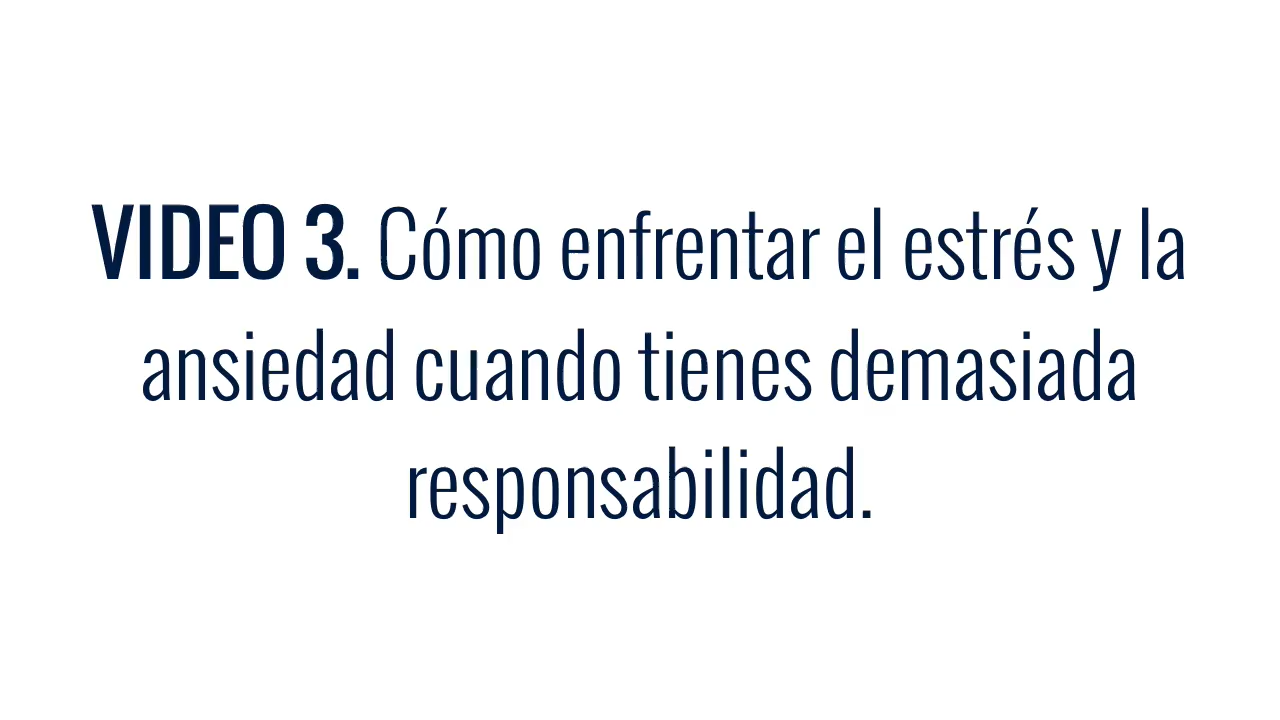 VIDEO 3. Cómo enfrentar el estrés y la
ansiedad cuando tienes demasiada
responsabilidad.